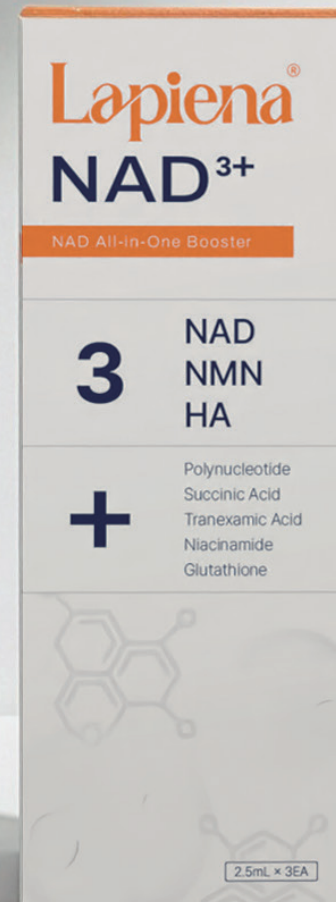 Lapiena®
NAD3+
NAD All-in-One Booster
3
NAD
NMN
HA
+
Polynucleotide
Succinic Acid
Tranexamic Acid
Niacinamide
Glutathione
2.5mL × 3EA